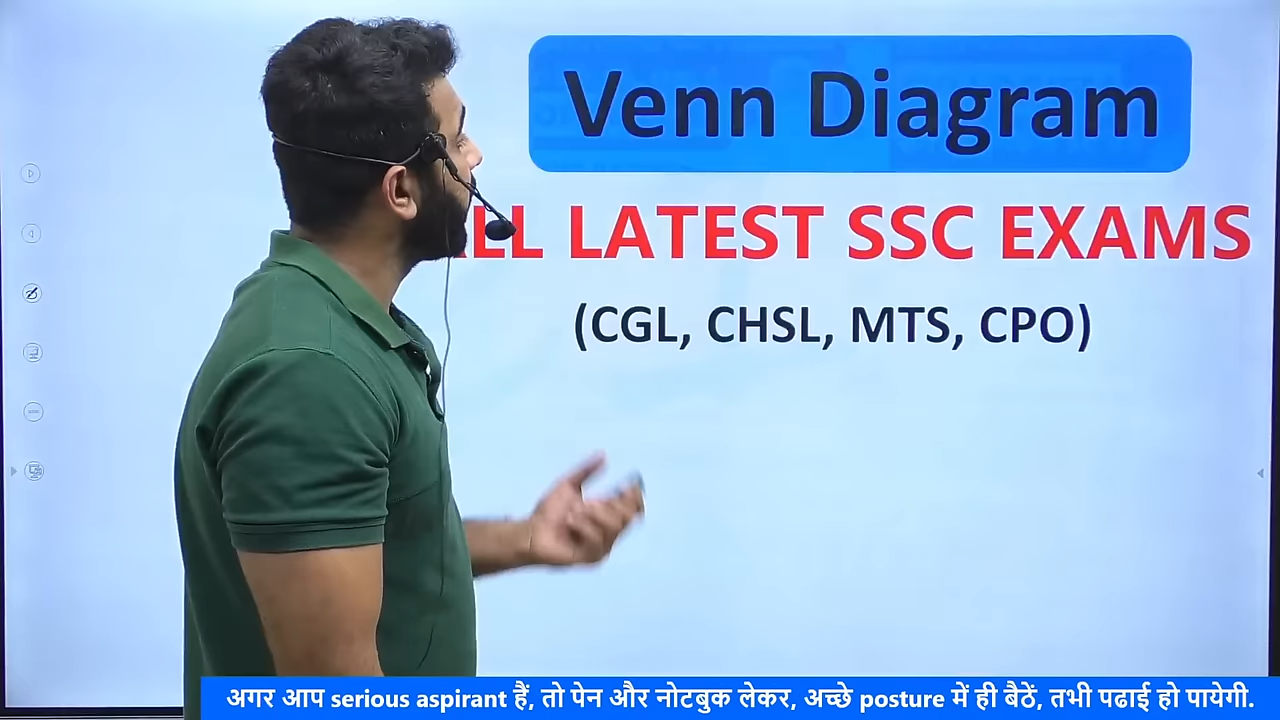 Venn Diagram
LATEST SSC EXAMS
(CGL, CHSL, MTS, CPO)
अगर आप serious aspirant हैं, तो पेन और नोटबुक लेकर, अच्छे posture में ही बैठें, तभी पढाई हो पायेगी.